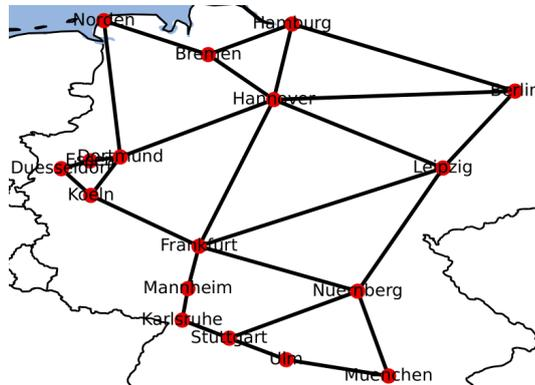 Norden
Hamburg
Bremen
Berlin
Hannover
Essen
Dortmund
Duesseldorf
Leipzig
Koeln
Frankfurt
Mannheim
Nuernberg
Karlsruhe
Stuttgart
Ulm
Muenchen